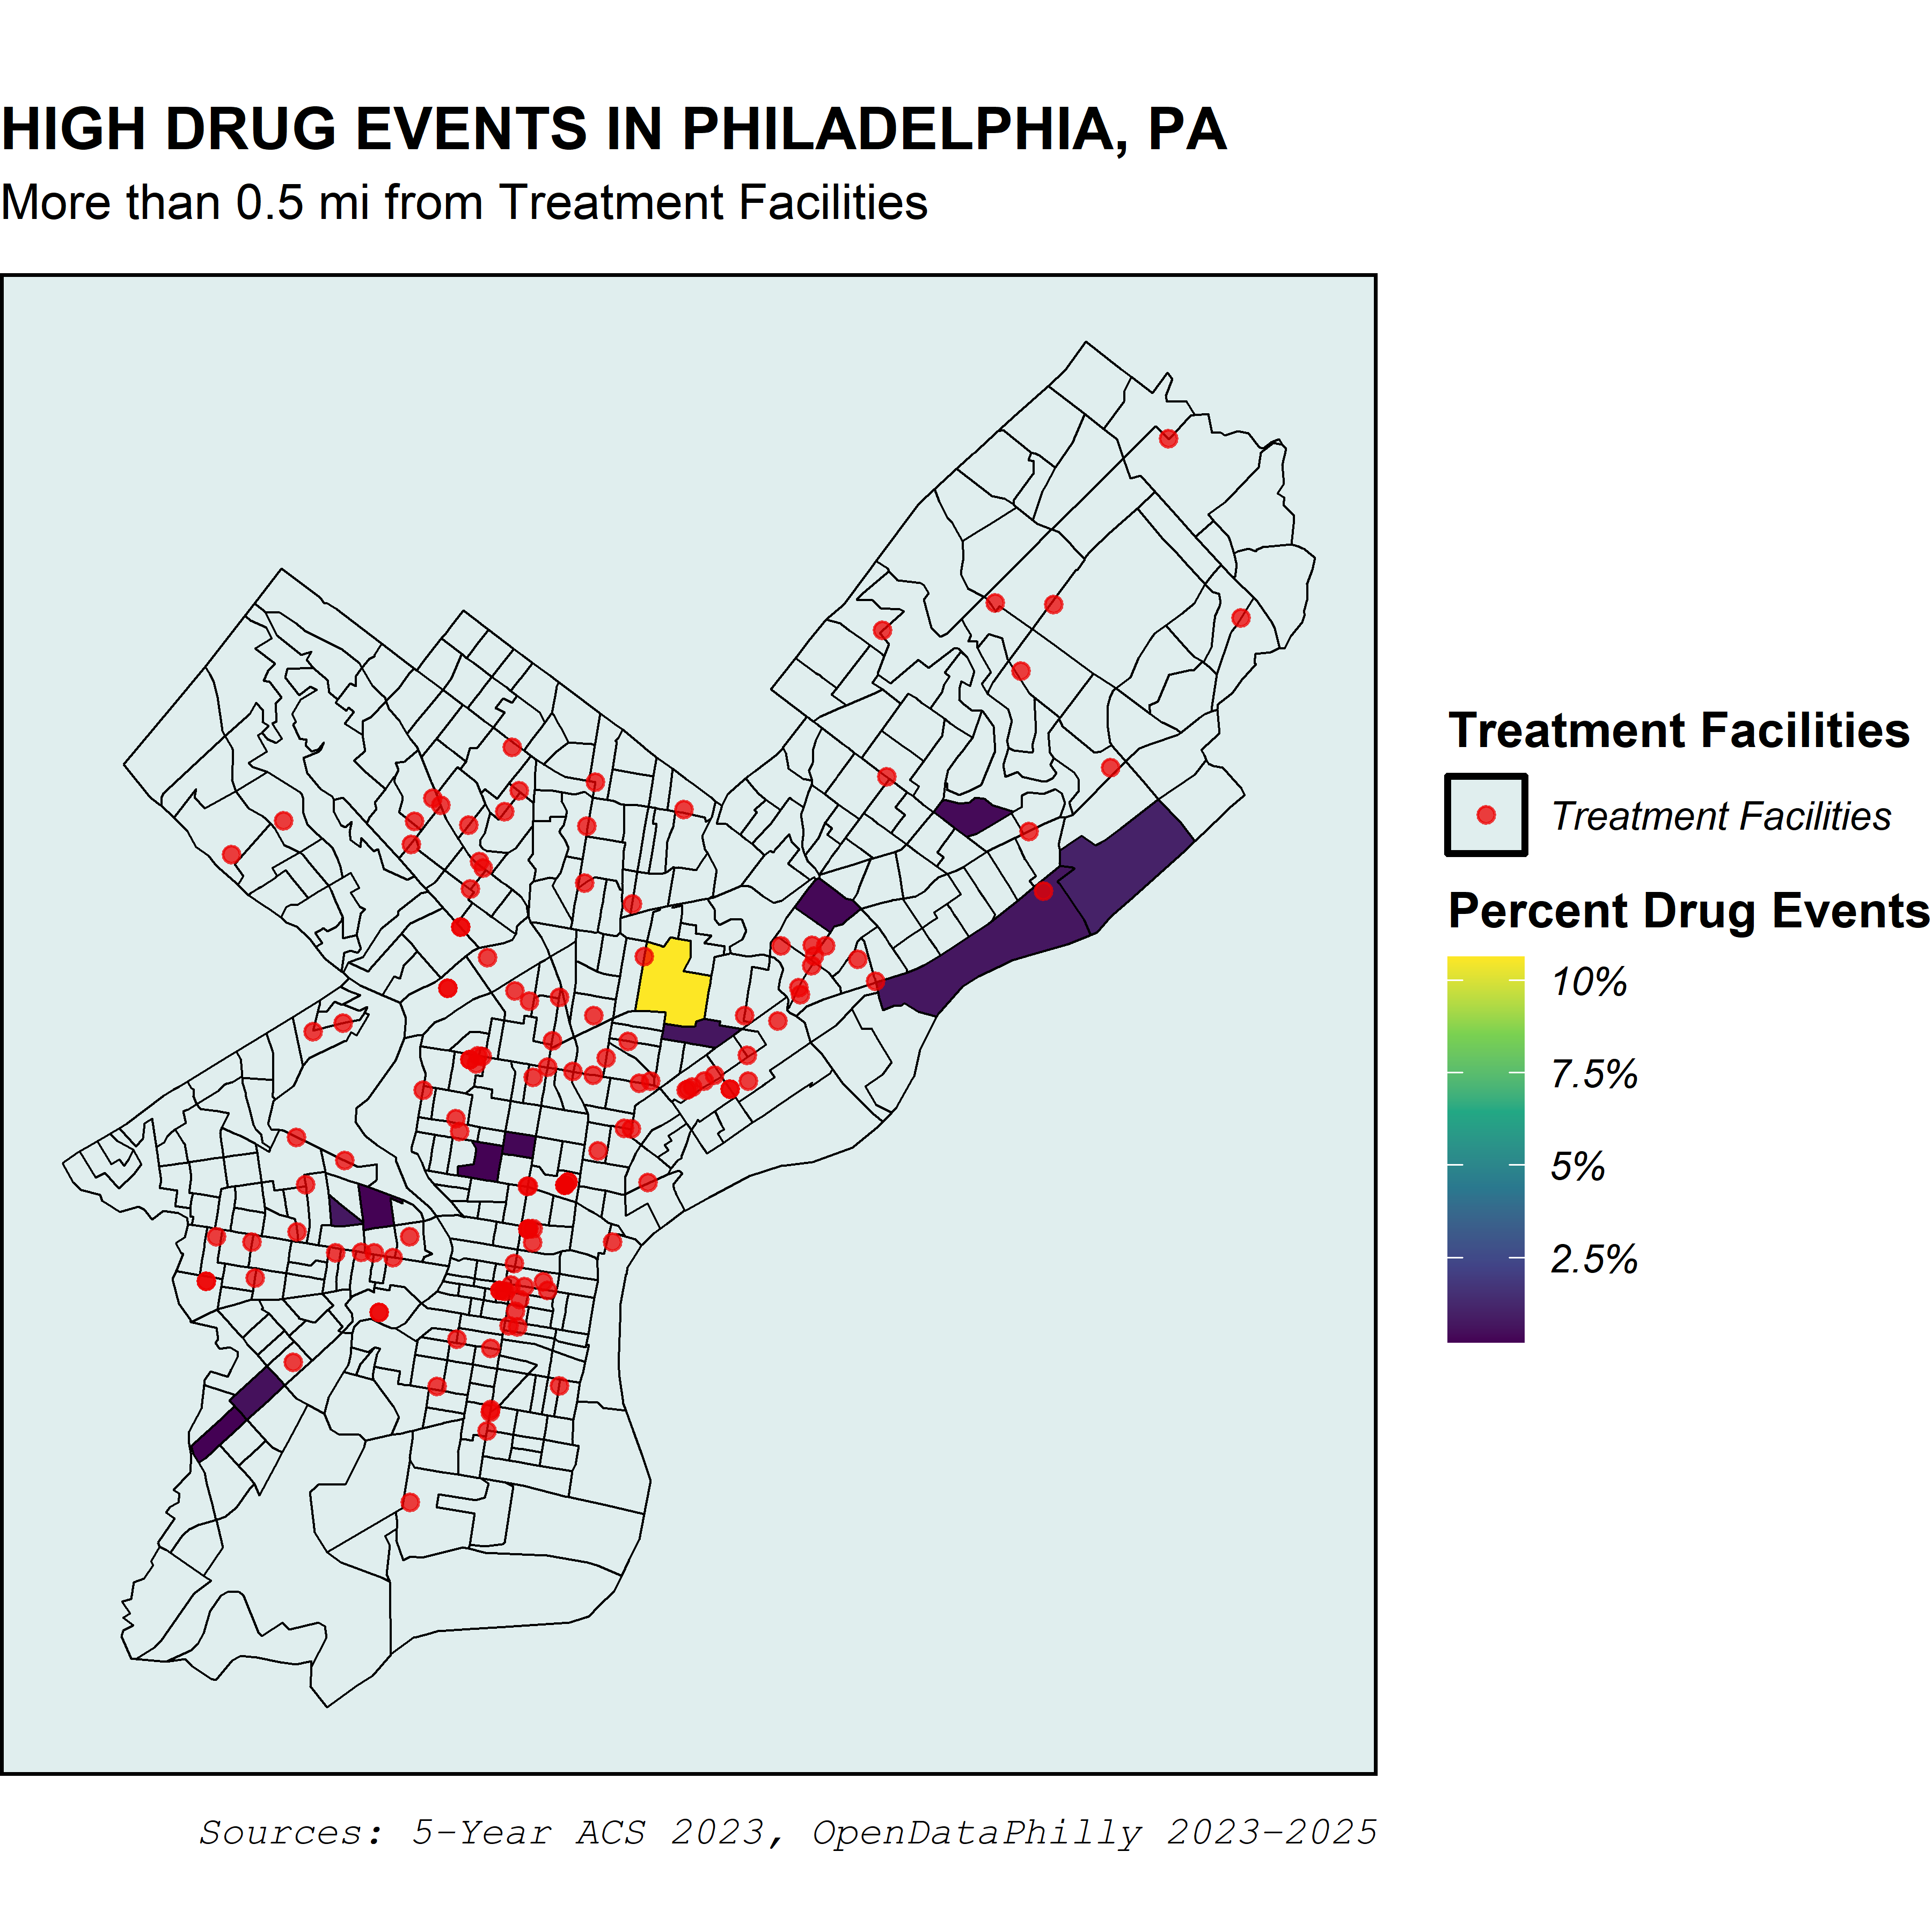 HIGH DRUG EVENTS IN PHILADELPHIA, PA
More than 0.5 mi from Treatment Facilities
Treatment Facilities
Treatment Facilities
Percent Drug Events
10%
7.5%
5%
2.5%
Sources: 5-Year ACS 2023, OpenDataPhilly 2023-2025